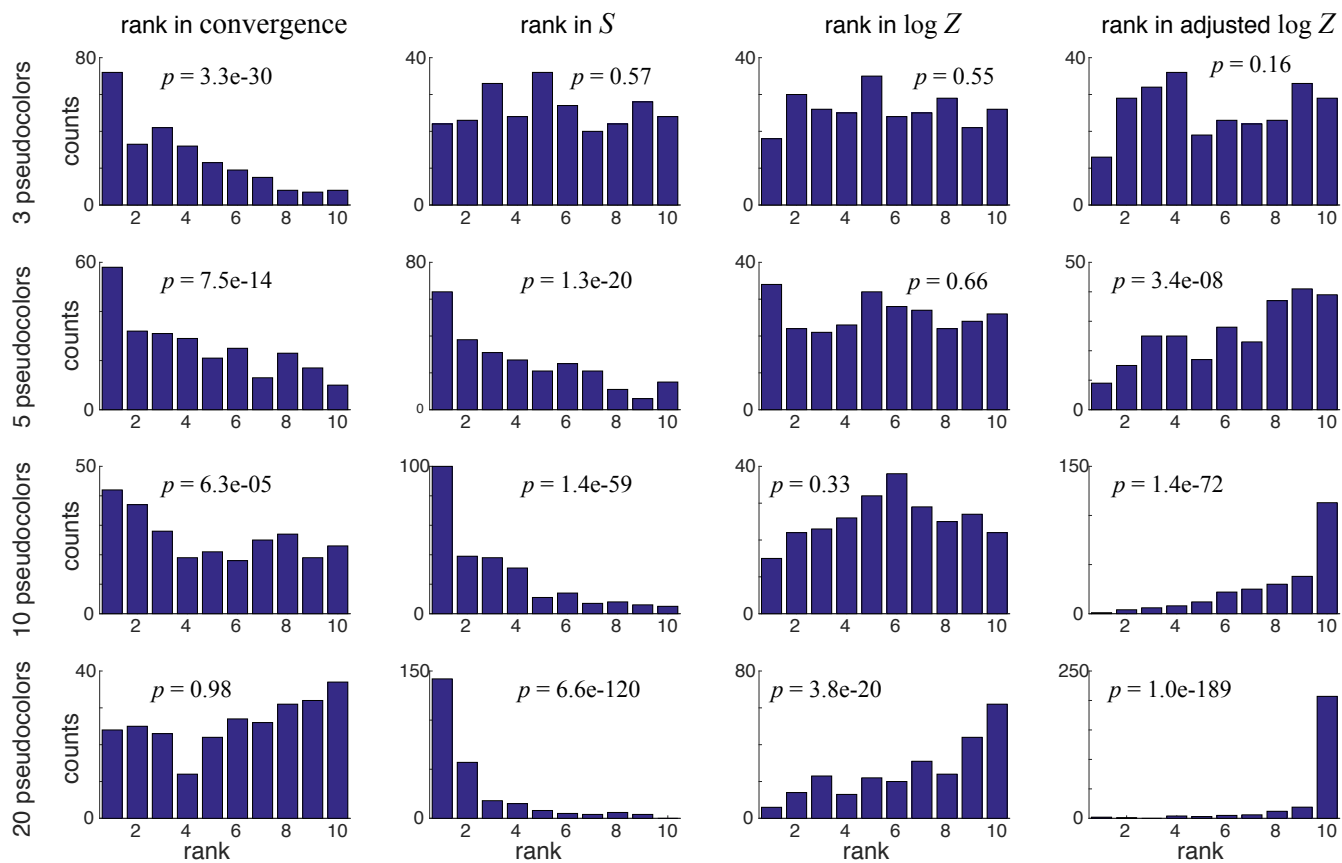 rank in convergence
rank in S
rank in log Z
rank in adjusted log Z
3 pseudocolors
counts
80
40
0
p = 3.3e-30
2 4 6 8 10
40
20
0
p = 0.57
2 4 6 8 10
40
20
0
p = 0.55
2 4 6 8 10
40
20
0
p = 0.16
2 4 6 8 10
5 pseudocolors
counts
60
0
p = 7.5e-14
2 4 6 8 10
80
0
p = 1.3e-20
2 4 6 8 10
40
0
p = 0.66
2 4 6 8 10
50
0
p = 3.4e-08
2 4 6 8 10
10 pseudocolors
counts
50
0
p = 6.3e-05
2 4 6 8 10
100
0
p = 1.4e-59
2 4 6 8 10
40
0
p = 0.33
2 4 6 8 10
150
0
p = 1.4e-72
2 4 6 8 10
20 pseudocolors
counts
40
0
p = 0.98
2 4 6 8 10
rank
150
0
p = 6.6e-120
2 4 6 8 10
rank
80
0
p = 3.8e-20
2 4 6 8 10
rank
250
0
p = 1.0e-189
2 4 6 8 10
rank